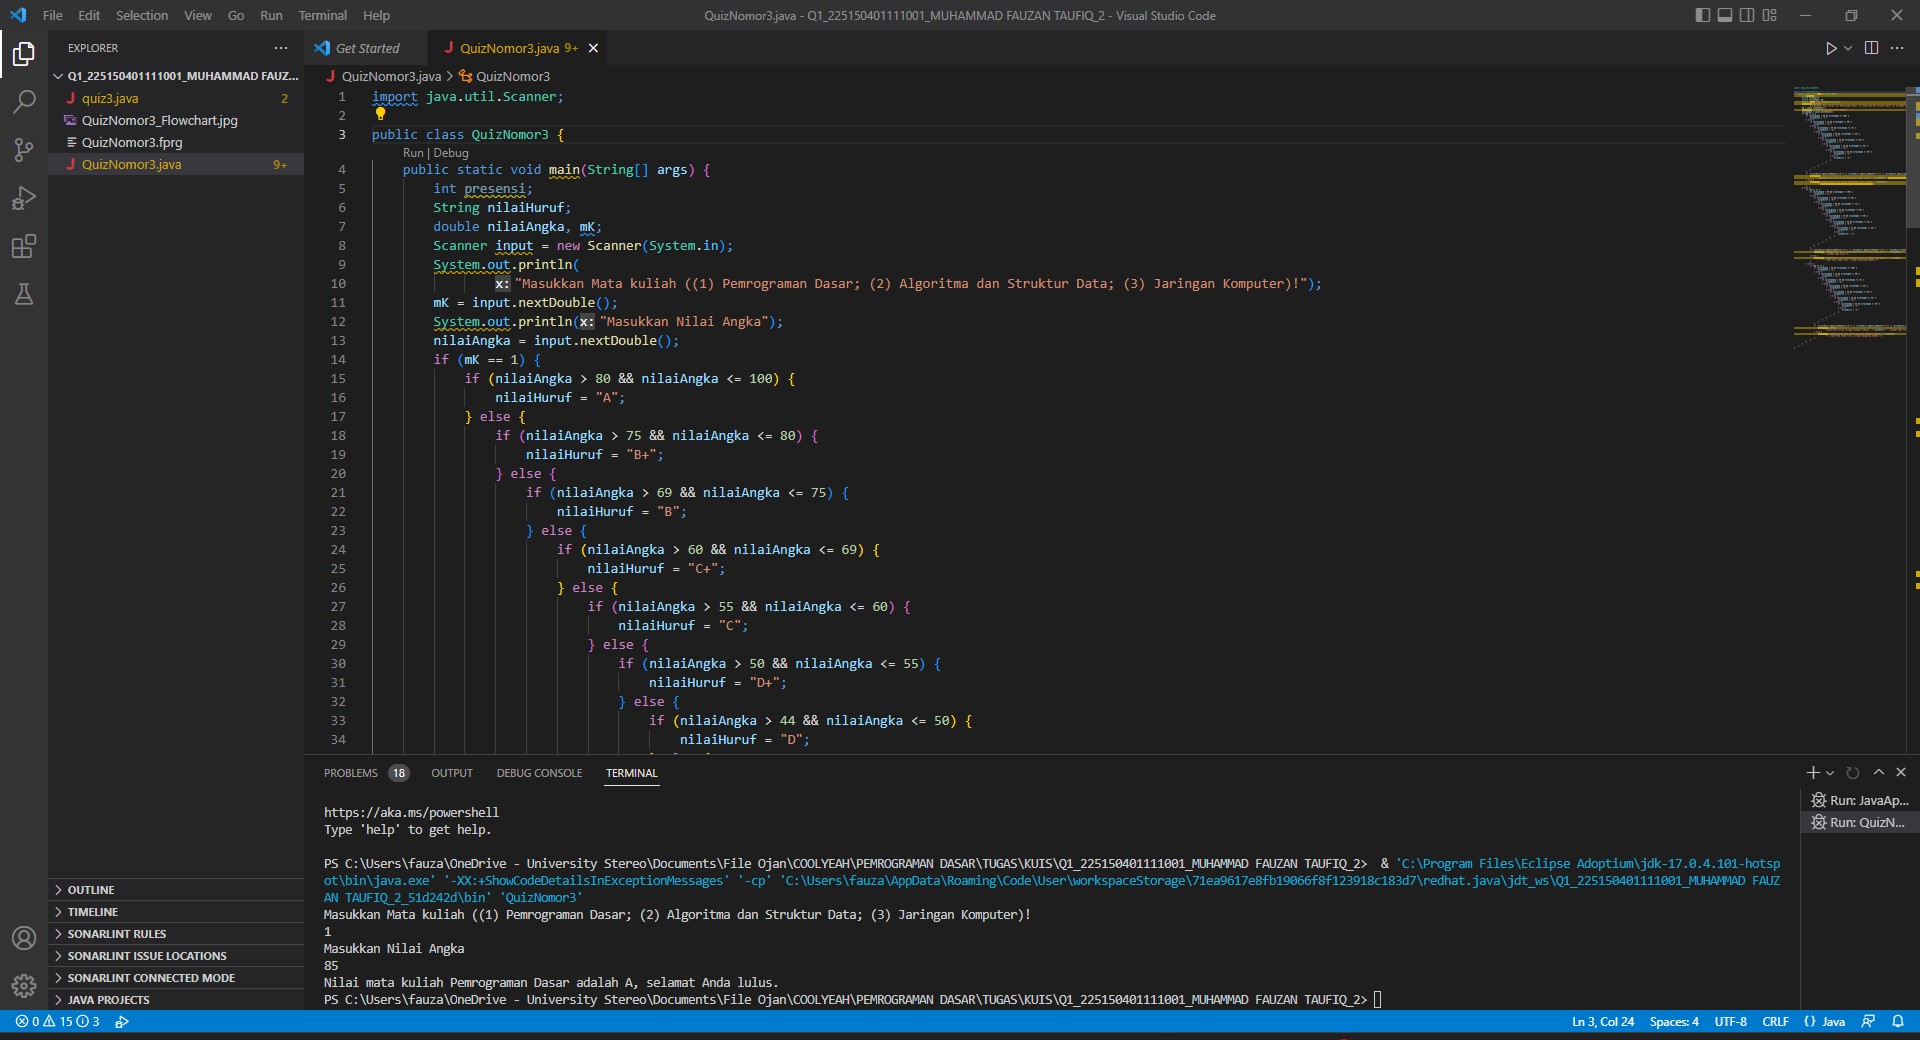 File Edit Selection View Go Run Terminal Help
QuizNomor3.java - Q1_225150401111001_MUHAMMAD FAUZAN TAUFIQ_2 - Visual Studio Code
EXPLORER
Q1_225150401111001_MUHAMMAD FAUZ...
quiz3.java 2
QuizNomor3_Flowchart.jpg
QuizNomor3.fprg
QuizNomor3.java 9+
OUTLINE
TIMELINE
SONARLINT RULES
SONARLINT ISSUE LOCATIONS
SONARLINT CONNECTED MODE
JAVA PROJECTS
Get Started
QuizNomor3.java 9+
QuizNomor3.java > QuizNomor3
1 import java.util.Scanner;
2
3 public class QuizNomor3 {
Run | Debug
4 public static void main(String[] args) {
5 int presensi;
6 String nilaiHuruf;
7 double nilaiAngka, mK;
8 Scanner input = new Scanner(System.in);
9 System.out.println(
10 x: "Masukkan Mata kuliah ((1) Pemrograman Dasar; (2) Algoritma dan Struktur Data; (3) Jaringan Komputer)!");
11 mK = input.nextDouble();
12 System.out.println(x: "Masukkan Nilai Angka");
13 nilaiAngka = input.nextDouble();
14 if (mK == 1) {
15 if (nilaiAngka > 80 && nilaiAngka <= 100) {
16 nilaiHuruf = "A";
17 } else {
18 if (nilaiAngka > 75 && nilaiAngka <= 80) {
19 nilaiHuruf = "B+";
20 } else {
21 if (nilaiAngka > 69 && nilaiAngka <= 75) {
22 nilaiHuruf = "B";
23 } else {
24 if (nilaiAngka > 60 && nilaiAngka <= 69) {
25 nilaiHuruf = "C+";
26 } else {
27 if (nilaiAngka > 55 && nilaiAngka <= 60) {
28 nilaiHuruf = "C";
29 } else {
30 if (nilaiAngka > 50 && nilaiAngka <= 55) {
31 nilaiHuruf = "D+";
32 } else {
33 if (nilaiAngka > 44 && nilaiAngka <= 50) {
34 nilaiHuruf = "D";
PROBLEMS 18 OUTPUT DEBUG CONSOLE TERMINAL
https://aka.ms/powershell
Type 'help' to get help.
PS C:\Users\fauza\OneDrive - University Stereo\Documents\File Ojan\COOLYEAH\PEMROGRAMAN DASAR\TUGAS\KUIS\Q1_225150401111001_MUHAMMAD FAUZAN TAUFIQ_2> & 'C:\Program Files\Eclipse Adoptium\jdk-17.0.4.101-hotsp
ot\bin\java.exe' '-XX:+ShowCodeDetailsInExceptionMessages' '-cp' 'C:\Users\fauza\AppData\Roaming\Code\User\workspaceStorage\71ea9617e8fb19066f8f123918c183d7\redhat.java\jdt_ws\Q1_225150401111001_MUHAMMAD FAUZ
AN TAUFIQ_2_51d242d\bin' 'QuizNomor3'
Masukkan Mata kuliah ((1) Pemrograman Dasar; (2) Algoritma dan Struktur Data; (3) Jaringan Komputer)!
1
Masukkan Nilai Angka
85
Nilai mata kuliah Pemrograman Dasar adalah A, selamat Anda lulus.
PS C:\Users\fauza\OneDrive - University Stereo\Documents\File Ojan\COOLYEAH\PEMROGRAMAN DASAR\TUGAS\KUIS\Q1_225150401111001_MUHAMMAD FAUZAN TAUFIQ_2>
Run: JavaAp...
Run: QuizN...
0 15 3
Ln 3, Col 24 Spaces: 4 UTF-8 CRLF {} Java